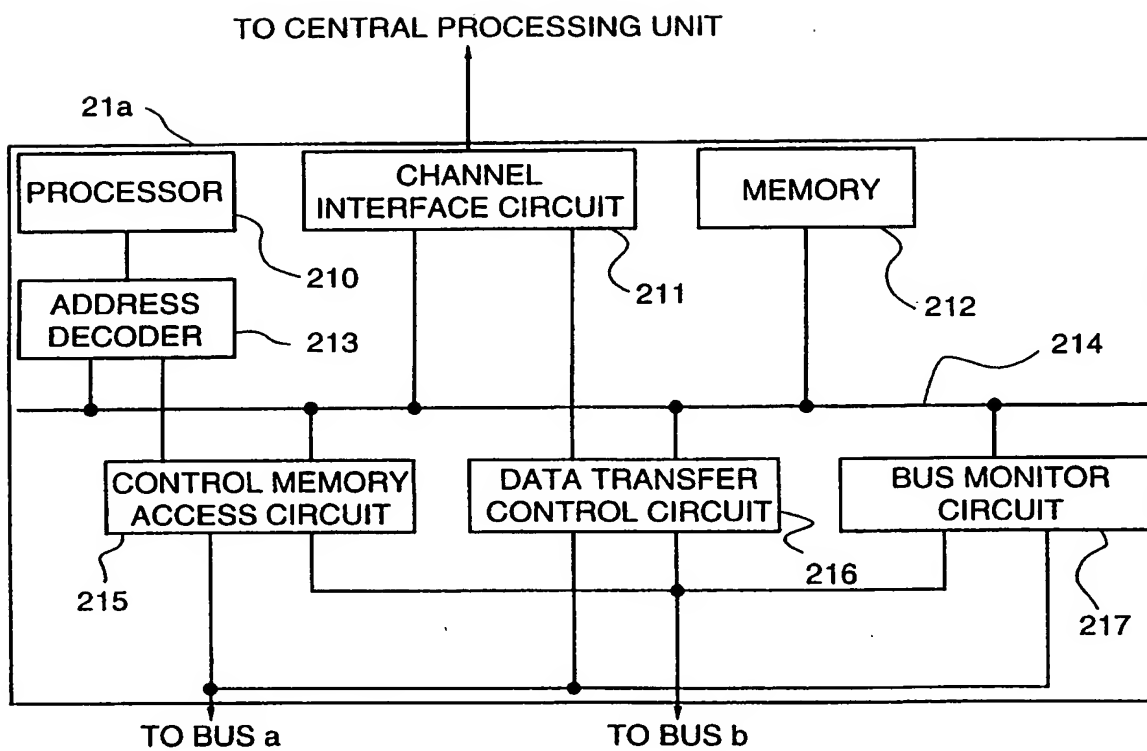 TO CENTRAL PROCESSING UNIT
21a
PROCESSOR
CHANNEL
INTERFACE CIRCUIT
MEMORY
210
211
212
ADDRESS
DECODER
213
214
CONTROL MEMORY
ACCESS CIRCUIT
DATA TRANSFER
CONTROL CIRCUIT
BUS MONITOR
CIRCUIT
215
216
217
TO BUS a
TO BUS b